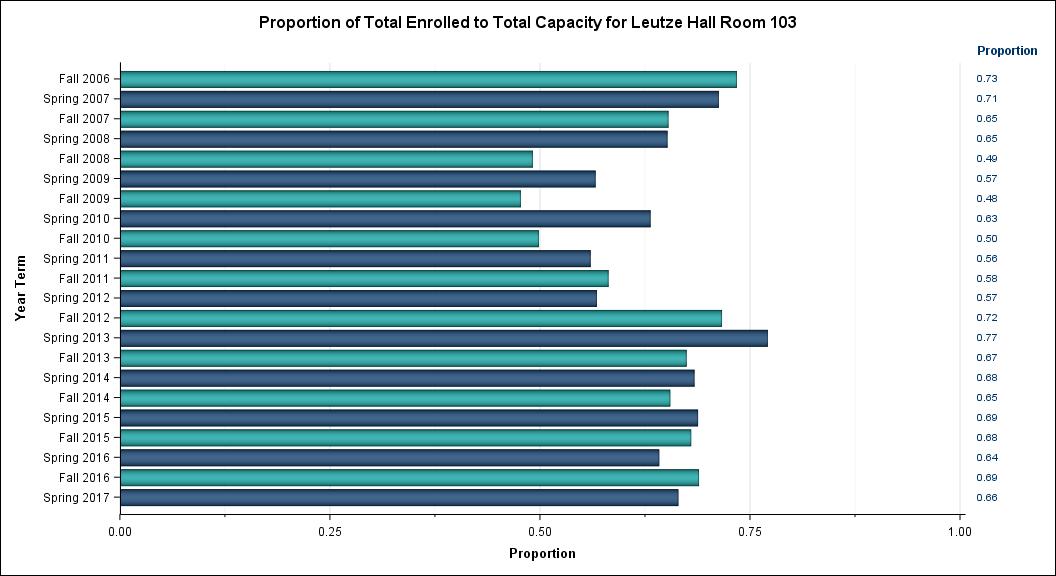 Proportion of Total Enrolled to Total Capacity for Leutze Hall Room 103
Proportion
Fall 2006 0.73
Spring 2007 0.71
Fall 2007 0.65
Spring 2008 0.65
Fall 2008 0.49
Spring 2009 0.57
Fall 2009 0.48
Spring 2010 0.63
Fall 2010 0.50
Spring 2011 0.56
Fall 2011 0.58
Spring 2012 0.57
Fall 2012 0.72
Spring 2013 0.77
Fall 2013 0.67
Spring 2014 0.68
Fall 2014 0.65
Spring 2015 0.69
Fall 2015 0.68
Spring 2016 0.64
Fall 2016 0.69
Spring 2017 0.66
Year Term
0.00 0.25 0.50 0.75 1.00
Proportion